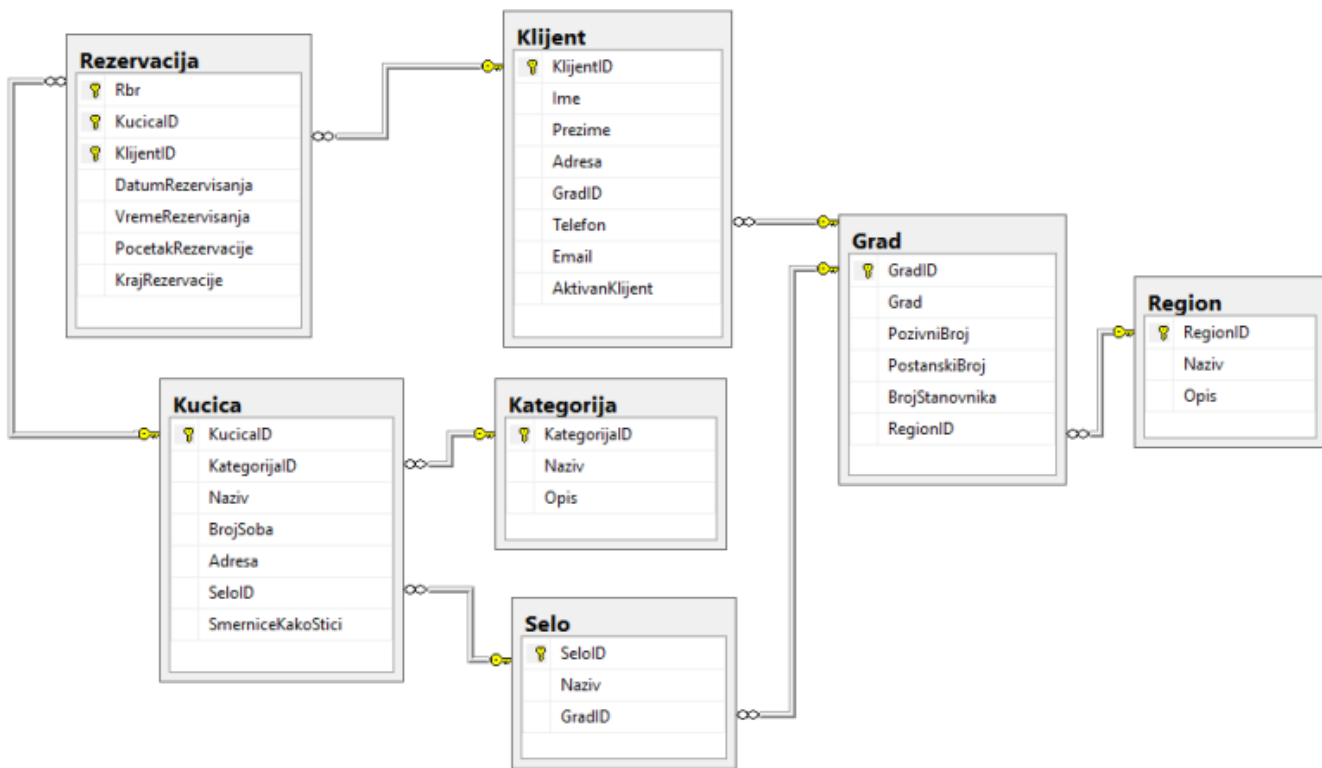 Rezervacija
Rbr
KucicaID
KlijentID
DatumRezervisanja
VremeRezervisanja
PocetakRezervacije
KrajRezervacije
Klijent
KlijentID
Ime
Prezime
Adresa
GradID
Telefon
Email
AktivanKlijent
Grad
GradID
Grad
PozivniBroj
PostanskiBroj
BrojStanovnika
RegionID
Region
RegionID
Naziv
Opis
Kucica
KucicaID
KategorijaID
Naziv
BrojSoba
Adresa
SeloID
SmerniceKakoStici
Kategorija
KategorijaID
Naziv
Opis
Selo
SeloID
Naziv
GradID